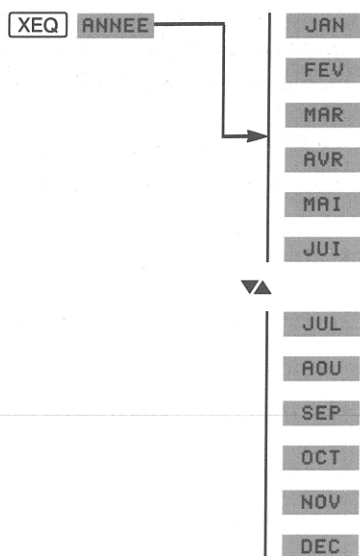 XEQ ANNEE
JAN
FEV
MAR
AVR
MAI
JUI
JUL
AOU
SEP
OCT
NOV
DEC